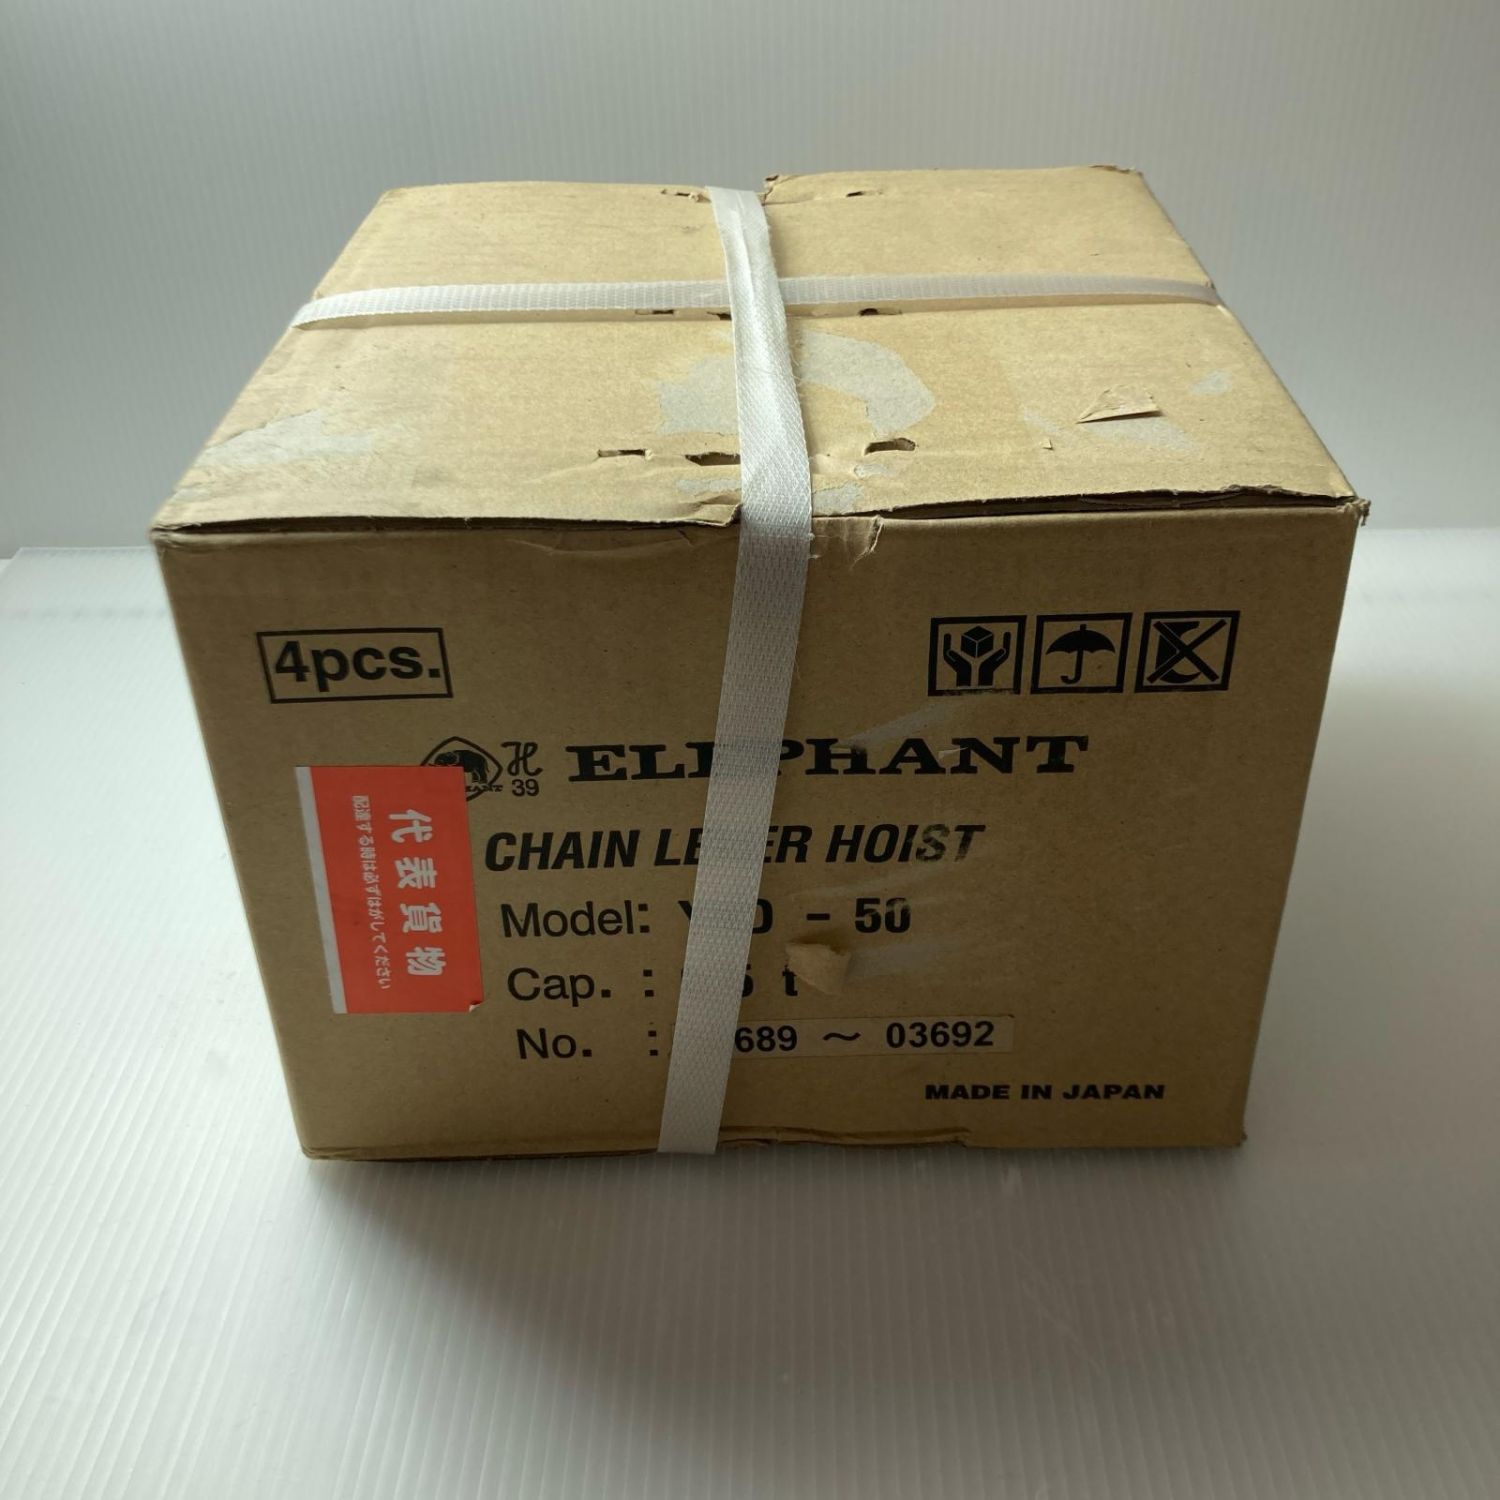 4pcs.
ℋ ELEPHANT
39
CHAIN LEVER HOIST
Model: - 50
Cap. : t
No. : 689 ～ 03692
MADE IN JAPAN
代表貨物
配達する時は必ずはがしてください